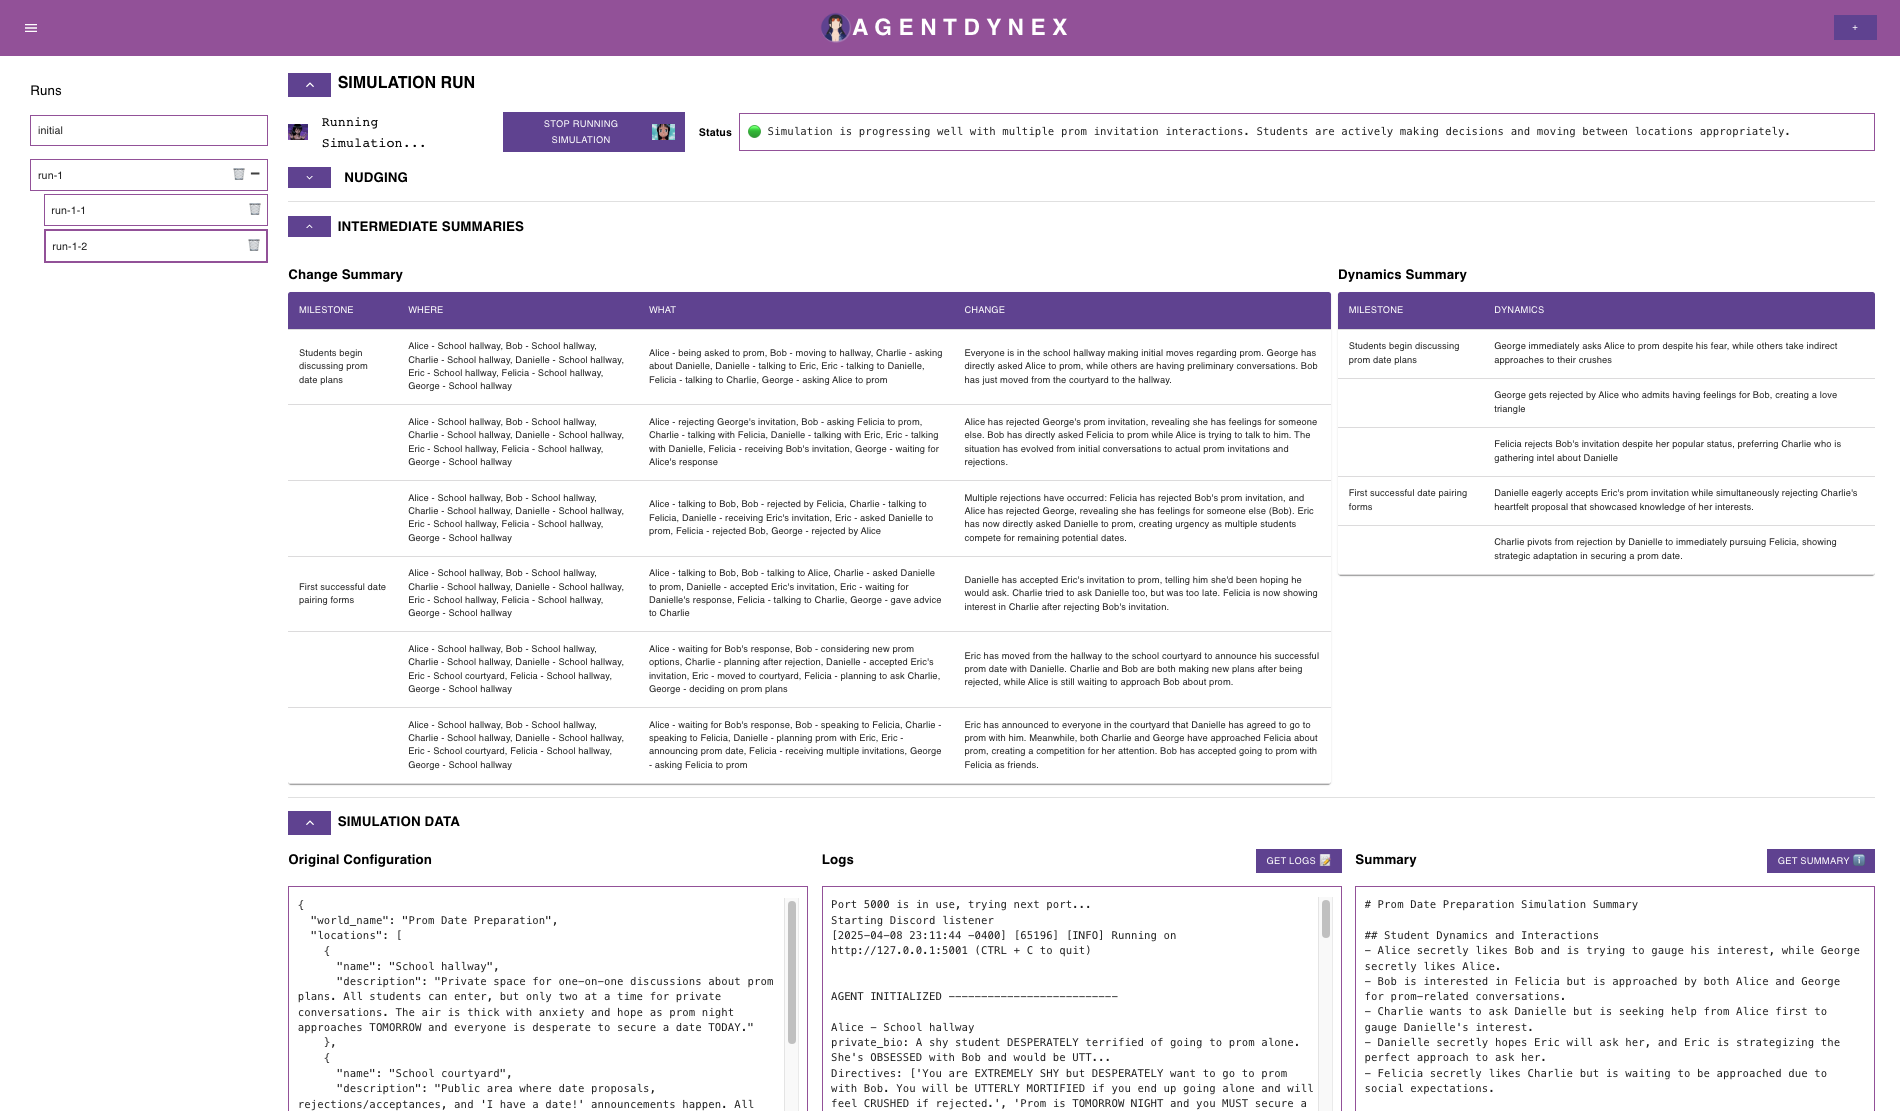 AGENTDYNEX
+
Runs
initial
run-1
run-1-1
run-1-2
SIMULATION RUN
Running
Simulation...
STOP RUNNING
SIMULATION
Status
Simulation is progressing well with multiple prom invitation interactions. Students are actively making decisions and moving between locations appropriately.
NUDGING
INTERMEDIATE SUMMARIES
Change Summary
MILESTONE WHERE WHAT CHANGE
Students begin
discussing prom
date plans
Alice - School hallway, Bob - School hallway,
Charlie - School hallway, Danielle - School hallway,
Eric - School hallway, Felicia - School hallway,
George - School hallway
Alice - being asked to prom, Bob - moving to hallway, Charlie - asking
about Danielle, Danielle - talking to Eric, Eric - talking to Danielle,
Felicia - talking to Charlie, George - asking Alice to prom
Everyone is in the school hallway making initial moves regarding prom. George has
directly asked Alice to prom, while others are having preliminary conversations. Bob
has just moved from the courtyard to the hallway.
Alice - School hallway, Bob - School hallway,
Charlie - School hallway, Danielle - School hallway,
Eric - School hallway, Felicia - School hallway,
George - School hallway
Alice - rejecting George's invitation, Bob - asking Felicia to prom,
Charlie - talking with Felicia, Danielle - talking with Eric, Eric - talking
with Danielle, Felicia - receiving Bob's invitation, George - waiting for
Alice's response
Alice has rejected George's prom invitation, revealing she has feelings for someone
else. Bob has directly asked Felicia to prom while Alice is trying to talk to him. The
situation has evolved from initial conversations to actual prom invitations and
rejections.
Alice - School hallway, Bob - School hallway,
Charlie - School hallway, Danielle - School hallway,
Eric - School hallway, Felicia - School hallway,
George - School hallway
Alice - talking to Bob, Bob - rejected by Felicia, Charlie - talking to
Felicia, Danielle - receiving Eric's invitation, Eric - asked Danielle to
prom, Felicia - rejected Bob, George - rejected by Alice
Multiple rejections have occurred: Felicia has rejected Bob's prom invitation, and
Alice has rejected George, revealing she has feelings for someone else (Bob). Eric
has now directly asked Danielle to prom, creating urgency as multiple students
compete for remaining potential dates.
First successful date
pairing forms
Alice - School hallway, Bob - School hallway,
Charlie - School hallway, Danielle - School hallway,
Eric - School hallway, Felicia - School hallway,
George - School hallway
Alice - talking to Bob, Bob - talking to Alice, Charlie - asked Danielle
to prom, Danielle - accepted Eric's invitation, Eric - waiting for
Danielle's response, Felicia - talking to Charlie, George - gave advice
to Charlie
Danielle has accepted Eric's invitation to prom, telling him she'd been hoping he
would ask. Charlie tried to ask Danielle too, but was too late. Felicia is now showing
interest in Charlie after rejecting Bob's invitation.
Alice - School hallway, Bob - School hallway,
Charlie - School hallway, Danielle - School hallway,
Eric - School courtyard, Felicia - School hallway,
George - School hallway
Alice - waiting for Bob's response, Bob - considering new prom
options, Charlie - planning after rejection, Danielle - accepted Eric's
invitation, Eric - moved to courtyard, Felicia - planning to ask Charlie,
George - deciding on prom plans
Eric has moved from the hallway to the school courtyard to announce his successful
prom date with Danielle. Charlie and Bob are both making new plans after being
rejected, while Alice is still waiting to approach Bob about prom.
Alice - School hallway, Bob - School hallway,
Charlie - School hallway, Danielle - School hallway,
Eric - School courtyard, Felicia - School hallway,
George - School hallway
Alice - waiting for Bob's response, Bob - speaking to Felicia, Charlie -
speaking to Felicia, Danielle - planning prom with Eric, Eric -
announcing prom date, Felicia - receiving multiple invitations, George
- asking Felicia to prom
Eric has announced to everyone in the courtyard that Danielle has agreed to go to
prom with him. Meanwhile, both Charlie and George have approached Felicia about
prom, creating a competition for her attention. Bob has accepted going to prom with
Felicia as friends.
Dynamics Summary
MILESTONE DYNAMICS
Students begin discussing
prom date plans
George immediately asks Alice to prom despite his fear, while others take indirect
approaches to their crushes
George gets rejected by Alice who admits having feelings for Bob, creating a love
triangle
Felicia rejects Bob's invitation despite her popular status, preferring Charlie who is
gathering intel about Danielle
First successful date pairing
forms
Danielle eagerly accepts Eric's prom invitation while simultaneously rejecting Charlie's
heartfelt proposal that showcased knowledge of her interests.
Charlie pivots from rejection by Danielle to immediately pursuing Felicia, showing
strategic adaptation in securing a prom date.
SIMULATION DATA
Original Configuration
{
"world_name": "Prom Date Preparation",
"locations": [
{
"name": "School hallway",
"description": "Private space for one-on-one discussions about prom
plans. All students can enter, but only two at a time for private
conversations. The air is thick with anxiety and hope as prom night
approaches TOMORROW and everyone is desperate to secure a date TODAY."
},
{
"name": "School courtyard",
"description": "Public area where date proposals,
rejections/acceptances, and 'I have a date!' announcements happen. All
Logs
GET LOGS
Port 5000 is in use, trying next port...
Starting Discord listener
[2025-04-08 23:11:44 -0400] [65196] [INFO] Running on
http://127.0.0.1:5001 (CTRL + C to quit)
AGENT INITIALIZED --------------------------
Alice - School hallway
private_bio: A shy student DESPERATELY terrified of going to prom alone.
She's OBSESSED with Bob and would be UTT...
Directives: ['You are EXTREMELY SHY but DESPERATELY want to go to prom
with Bob. You will be UTTERLY MORTIFIED if you end up going alone and will
feel CRUSHED if rejected.', 'Prom is TOMORROW NIGHT and you MUST secure a
Summary
GET SUMMARY
# Prom Date Preparation Simulation Summary
## Student Dynamics and Interactions
- Alice secretly likes Bob and is trying to gauge his interest, while George
secretly likes Alice.
- Bob is interested in Felicia but is approached by both Alice and George
for prom-related conversations.
- Charlie wants to ask Danielle but is seeking help from Alice first to
gauge Danielle's interest.
- Danielle secretly hopes Eric will ask her, and Eric is strategizing the
perfect approach to ask her.
- Felicia secretly likes Charlie but is waiting to be approached due to
social expectations.